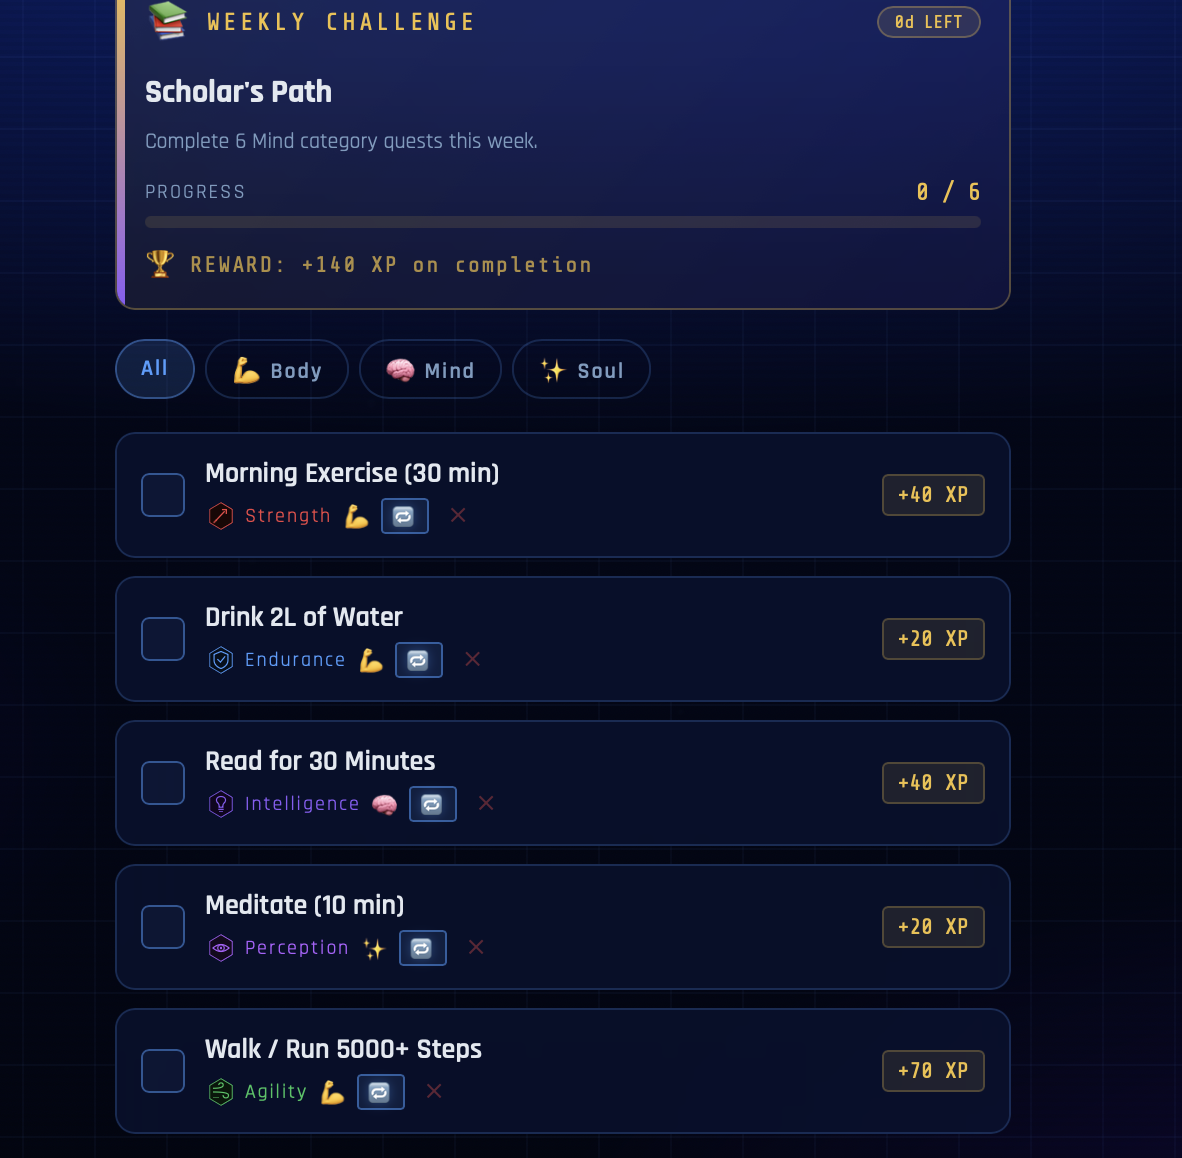 WEEKLY CHALLENGE
0d LEFT
Scholar's Path
Complete 6 Mind category quests this week.
PROGRESS
0 / 6
REWARD: +140 XP on completion
All
Body
Mind
Soul
Morning Exercise (30 min)
Strength
+40 XP
Drink 2L of Water
Endurance
+20 XP
Read for 30 Minutes
Intelligence
+40 XP
Meditate (10 min)
Perception
+20 XP
Walk / Run 5000+ Steps
Agility
+70 XP